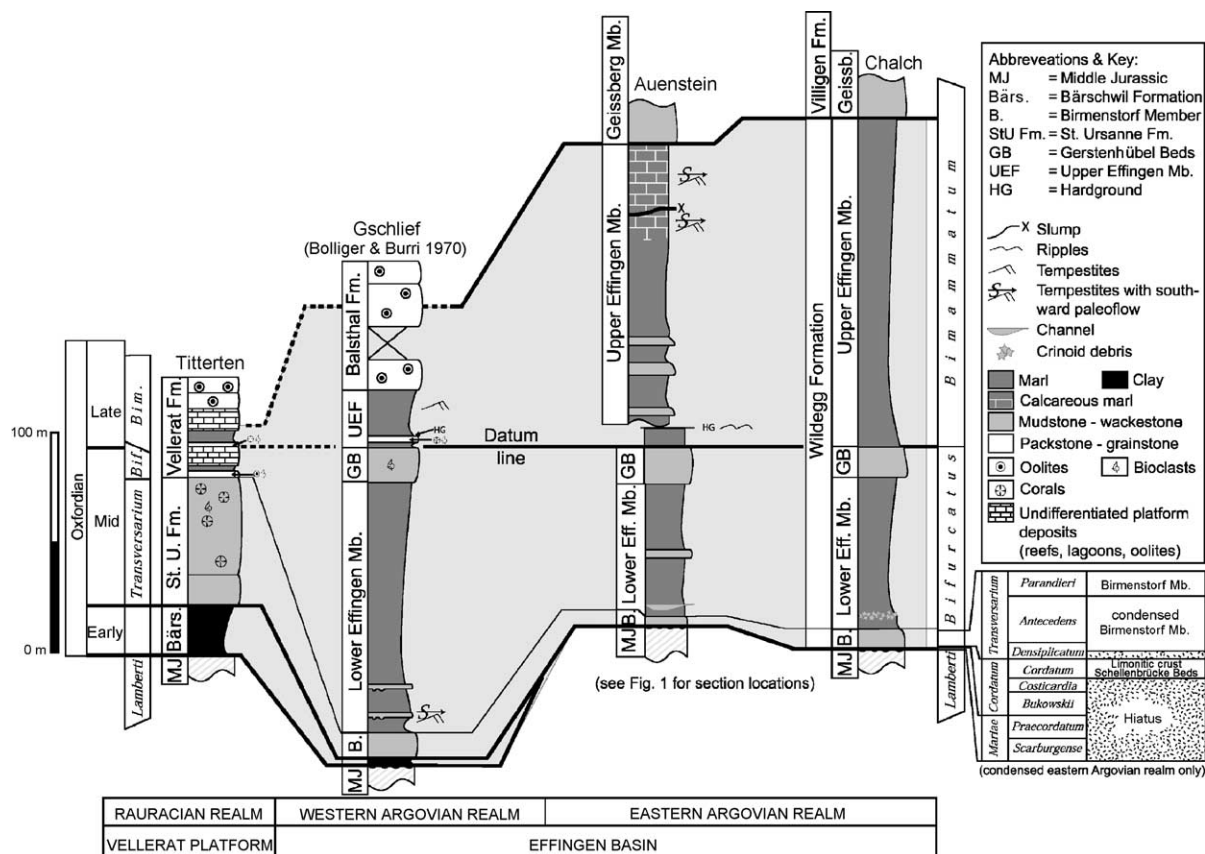 Geissberg Mb.
Auenstein
Villigen Fm.
Geissb.
Chalch
Abbreveations & Key:
MJ = Middle Jurassic
Bärs. = Bärschwil Formation
B. = Birmenstorf Member
StU Fm. = St. Ursanne Fm.
GB = Gerstenhübel Beds
UEF = Upper Effingen Mb.
HG = Hardground
X Slump
Ripples
Tempestites
S Tempestites with south-
ward paleoflow
Channel
Crinoid debris
Marl
Clay
Calcareous marl
Mudstone - wackestone
Packstone - grainstone
Oolites
Bioclasts
Corals
Undifferentiated platform
deposits
(reefs, lagoons, oolites)
Gschlief
(Bolliger & Burri 1970)
Titterten
100 m
0 m
Oxfordian
Late
Mid
Early
Bim.
Bif.
Transversarium
Lamberti
Vellerat Fm.
St. U. Fm.
Bärs.
MJ
Balsthal Fm.
UEF
GB
Lower Effingen Mb.
B.
MJ
HG
S
Datum
line
Upper Effingen Mb.
S
X
S
HG
GB
Lower Eff. Mb.
B.
MJ
(see Fig. 1 for section locations)
Wildegg Formation
Upper Effingen Mb.
GB
Lower Eff. Mb.
B.
MJ
Bimammatum
Bifurcatus
Lamberti
Transversarium
Cordatum
Mariae
Parandieri
Birmenstorf Mb.
Antecedens
condensed
Birmenstorf Mb.
Densiplicatum
Cordatum
Limonitic crust
Schellenbrücke Beds
Costicardia
Bukowskii
Praecordatum
Scarburgense
Hiatus
(condensed eastern Argovian realm only)
RAURACIAN REALM
WESTERN ARGOVIAN REALM
EASTERN ARGOVIAN REALM
VELLERAT PLATFORM
EFFINGEN BASIN